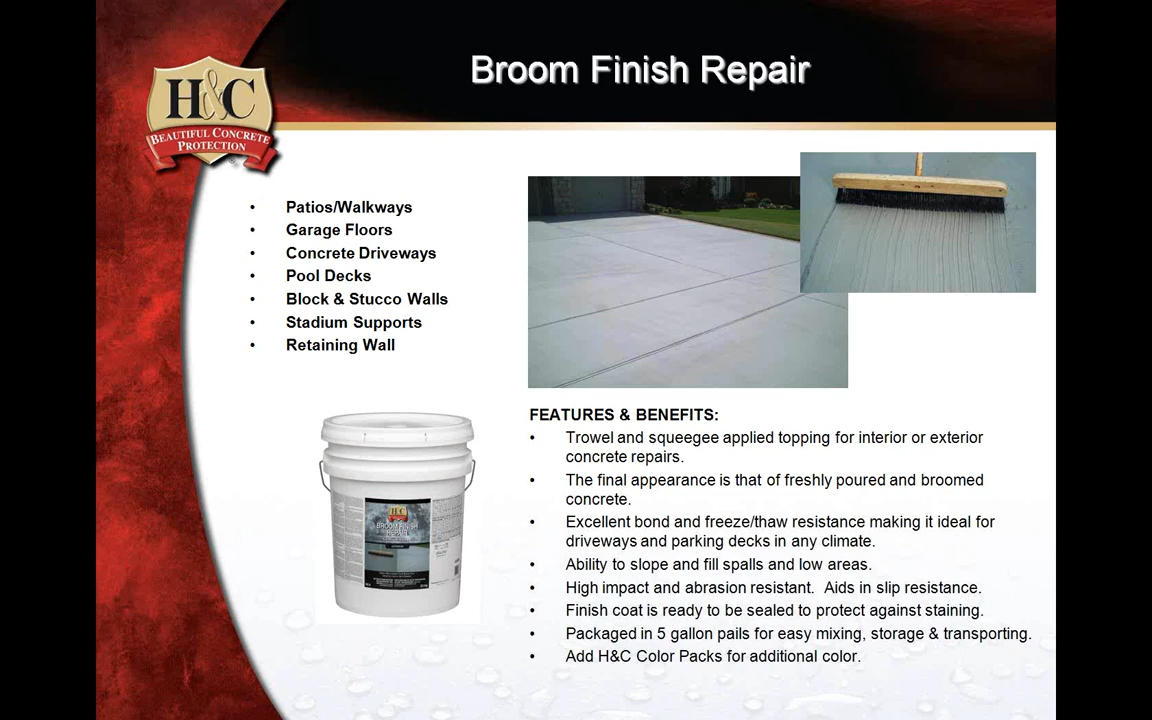 Broom Finish Repair
H&C
BEAUTIFUL CONCRETE
PROTECTION
®
• Patios/Walkways
• Garage Floors
• Concrete Driveways
• Pool Decks
• Block & Stucco Walls
• Stadium Supports
• Retaining Wall
H&C
BROOM FINISH
REPAIR
FEATURES & BENEFITS:
• Trowel and squeegee applied topping for interior or exterior
concrete repairs.
• The final appearance is that of freshly poured and broomed
concrete.
• Excellent bond and freeze/thaw resistance making it ideal for
driveways and parking decks in any climate.
• Ability to slope and fill spalls and low areas.
• High impact and abrasion resistant.  Aids in slip resistance.
• Finish coat is ready to be sealed to protect against staining.
• Packaged in 5 gallon pails for easy mixing, storage & transporting.
• Add H&C Color Packs for additional color.